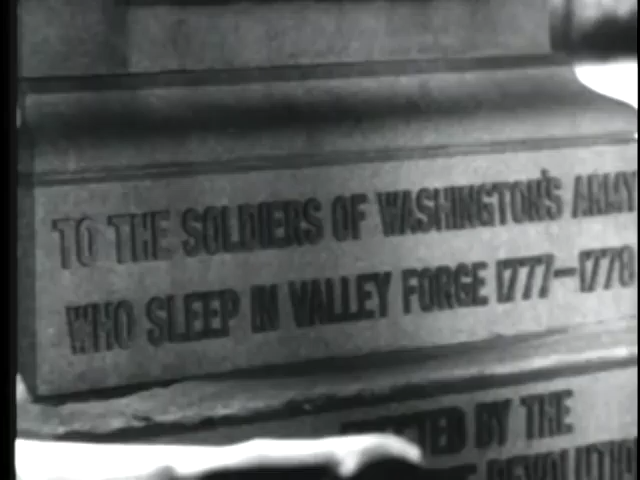 TO THE SOLDIERS OF WASHINGTON'S ARMY
WHO SLEEP IN VALLEY FORGE 1777-1778
BY THE